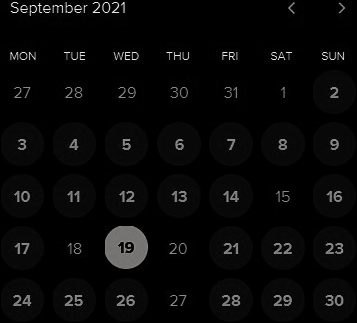 September 2021
MON TUE WED THU FRI SAT SUN
27 28 29 30 31 1 2
3 4 5 6 7 8 9
10 11 12 13 14 15 16
17 18 19 20 21 22 23
24 25 26 27 28 29 30